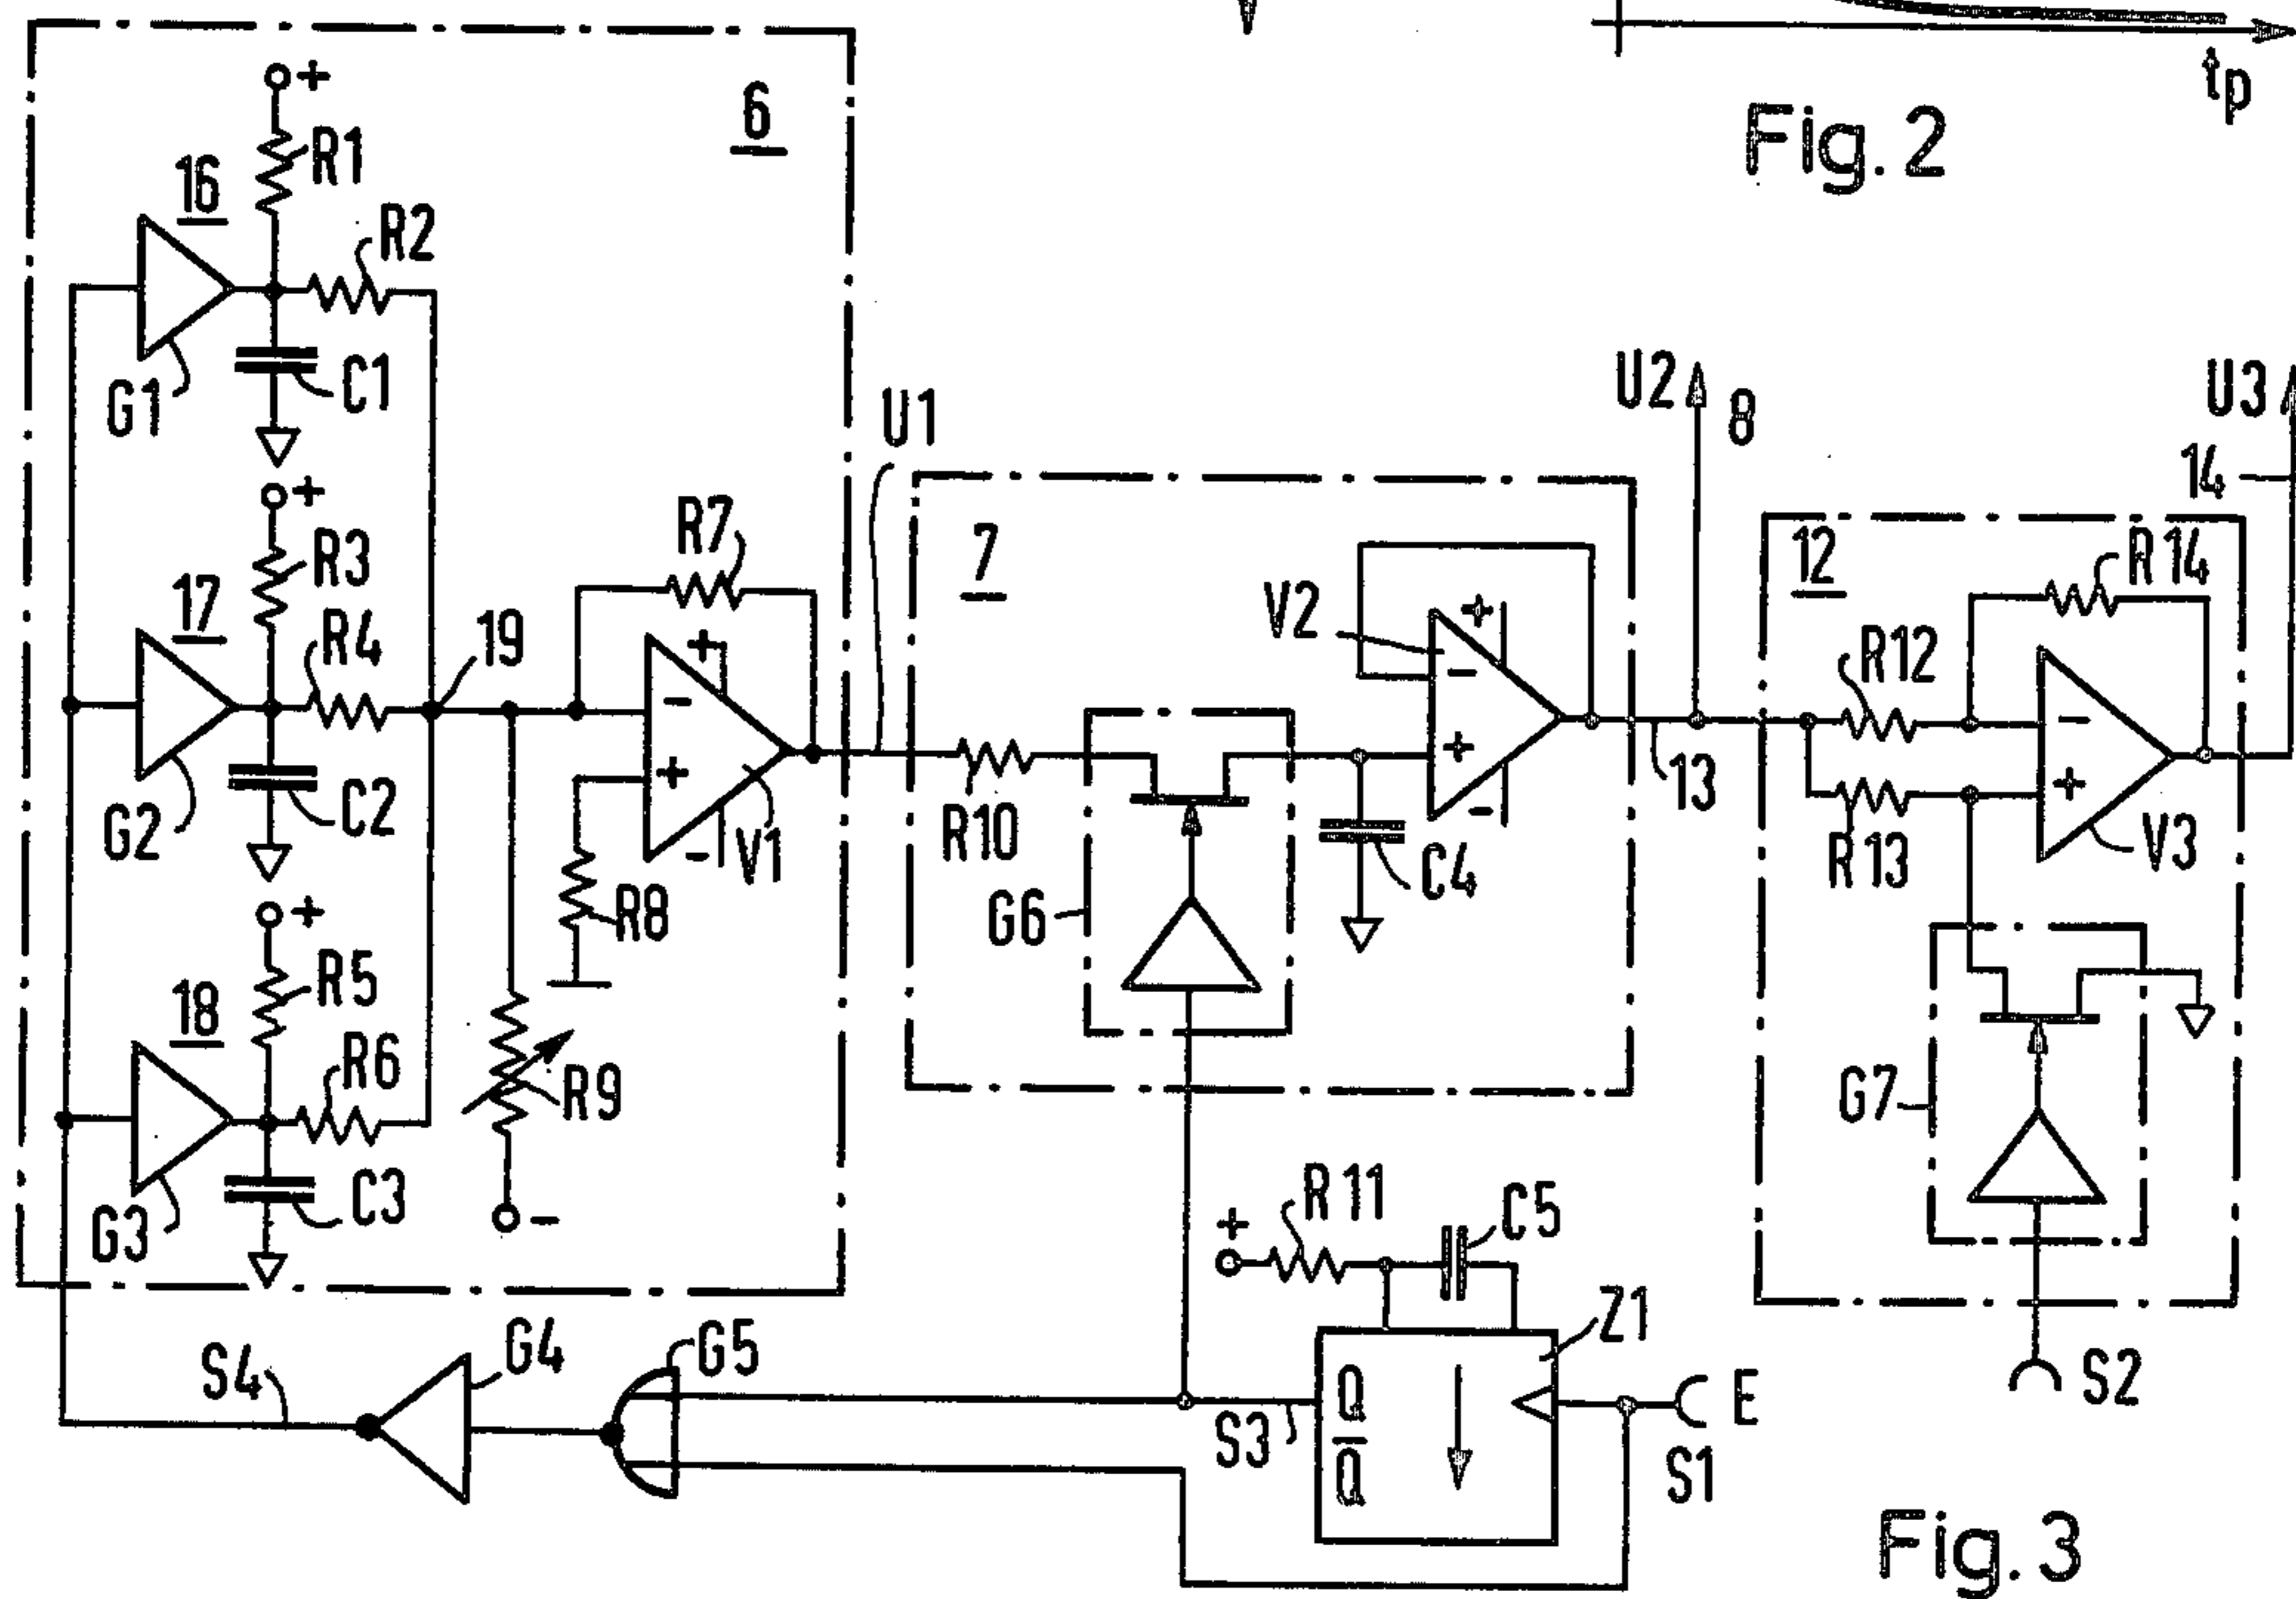 tp
Fig. 2
+
R1
6
16
R2
G1
C1
+
R3
17
R4
19
G2
C2
+
R5
18
R6
G3
C3
R7
+
-
+
-
V1
R8
R9
-
U1
7
R10
G6
V2
+
-
+
-
C4
U2
8
13
12
R12
R13
R14
-
+
V3
G7
S2
U3
14
+
R11
C5
Z1
Q
Q̅
S3
E
S1
S4
G4
G5
Fig. 3